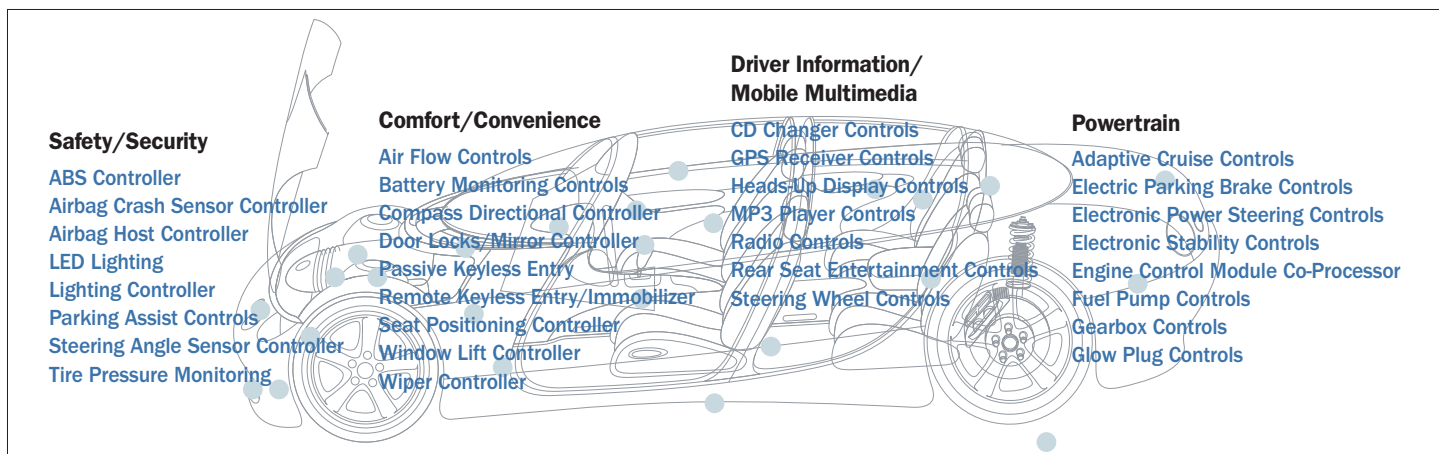 Safety/Security
ABS Controller
Airbag Crash Sensor Controller
Airbag Host Controller
LED Lighting
Lighting Controller
Parking Assist Controls
Steering Angle Sensor Controller
Tire Pressure Monitoring
Comfort/Convenience
Air Flow Controls
Battery Monitoring Controls
Compass Directional Controller
Door Locks/Mirror Controller
Passive Keyless Entry
Remote Keyless Entry/Immobilizer
Seat Positioning Controller
Window Lift Controller
Wiper Controller
Driver Information/
Mobile Multimedia
CD Changer Controls
GPS Receiver Controls
Heads-Up Display Controls
MP3 Player Controls
Radio Controls
Rear Seat Entertainment Controls
Steering Wheel Controls
Powertrain
Adaptive Cruise Controls
Electric Parking Brake Controls
Electronic Power Steering Controls
Electronic Stability Controls
Engine Control Module Co-Processor
Fuel Pump Controls
Gearbox Controls
Glow Plug Controls